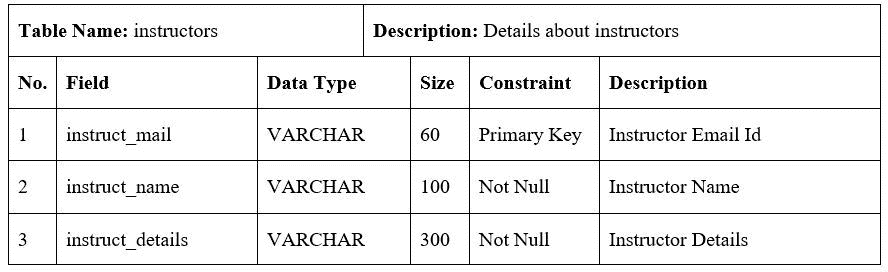 Table Name: instructors Description: Details about instructors
No. Field Data Type Size Constraint Description
1 instruct_mail VARCHAR 60 Primary Key Instructor Email Id
2 instruct_name VARCHAR 100 Not Null Instructor Name
3 instruct_details VARCHAR 300 Not Null Instructor Details